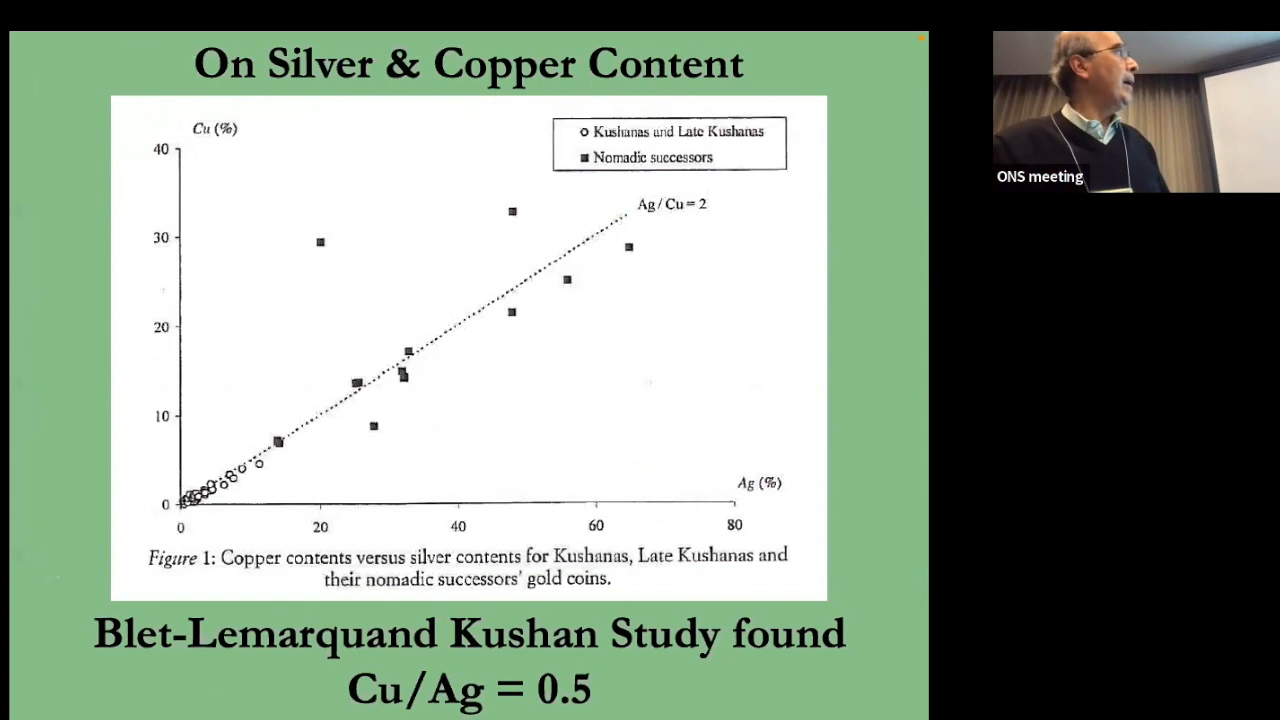 On Silver & Copper Content
Cu (%)
Kushanas and Late Kushanas
Nomadic successors
Ag / Cu = 2
40
30
20
10
0
Ag (%)
0 20 40 60 80
Figure 1: Copper contents versus silver contents for Kushanas, Late Kushanas and
their nomadic successors' gold coins.
Blet-Lemarquand Kushan Study found
Cu/Ag = 0.5
ONS meeting